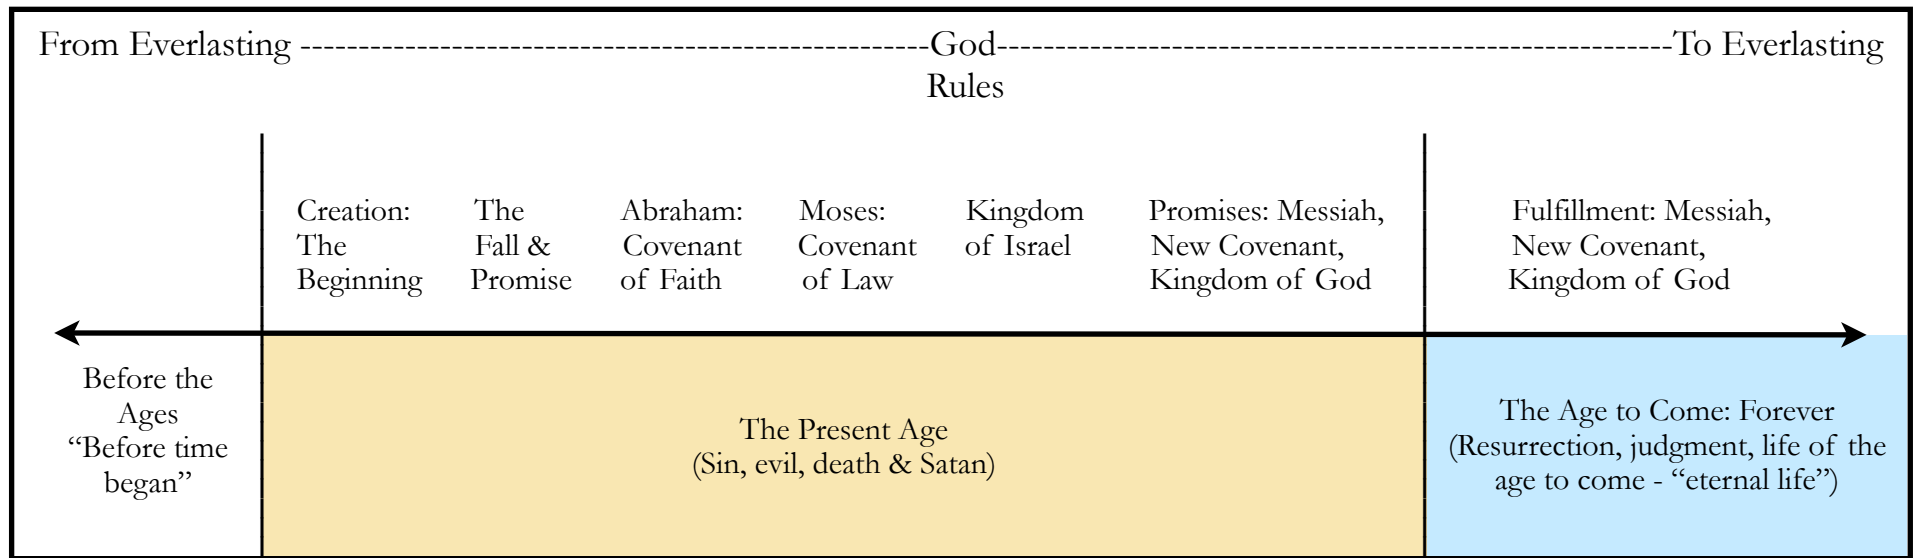 From Everlasting ------------------------------------------------------God----------------------------------------------------------To Everlasting
Rules
Creation:
The
Beginning
The
Fall &
Promise
Abraham:
Covenant
of Faith
Moses:
Covenant
of Law
Kingdom
of Israel
Promises: Messiah,
New Covenant,
Kingdom of God
Fulfillment: Messiah,
New Covenant,
Kingdom of God
Before the
Ages
“Before time
began”
The Present Age
(Sin, evil, death & Satan)
The Age to Come: Forever
(Resurrection, judgment, life of the
age to come - “eternal life”)